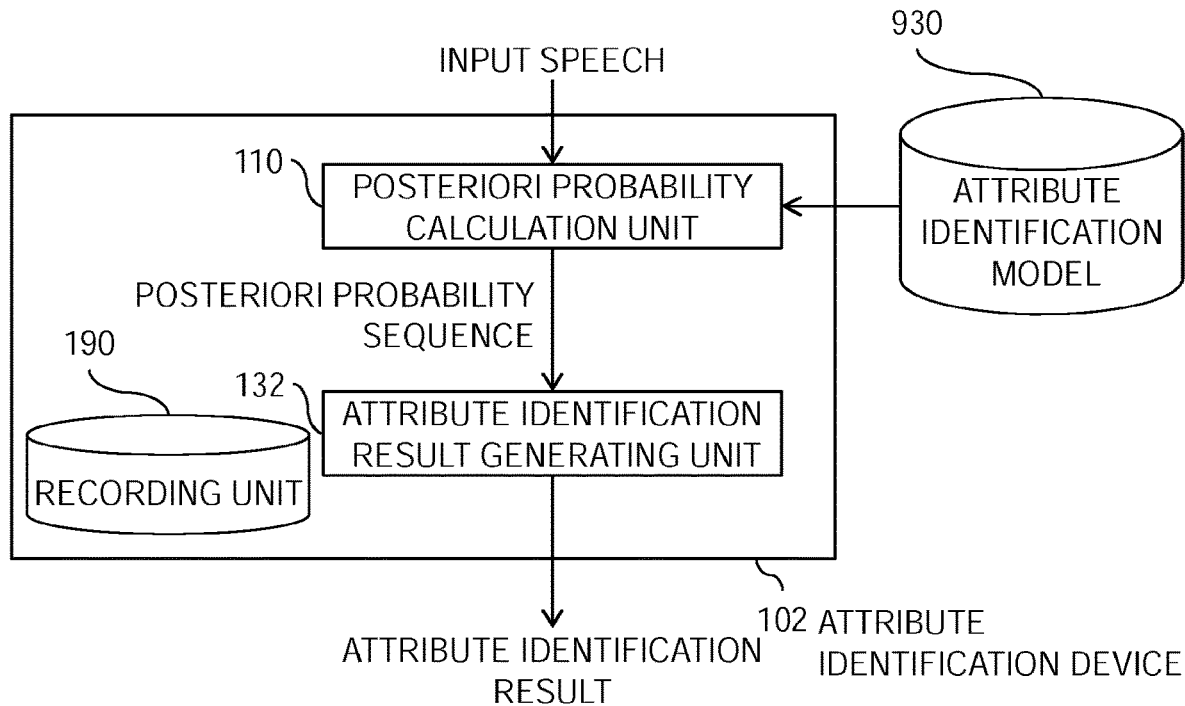 930
INPUT SPEECH
110
POSTERIORI PROBABILITY
CALCULATION UNIT
ATTRIBUTE
IDENTIFICATION
MODEL
POSTERIORI PROBABILITY
SEQUENCE
190
132
ATTRIBUTE IDENTIFICATION
RESULT GENERATING UNIT
RECORDING UNIT
102 ATTRIBUTE
IDENTIFICATION DEVICE
ATTRIBUTE IDENTIFICATION
RESULT